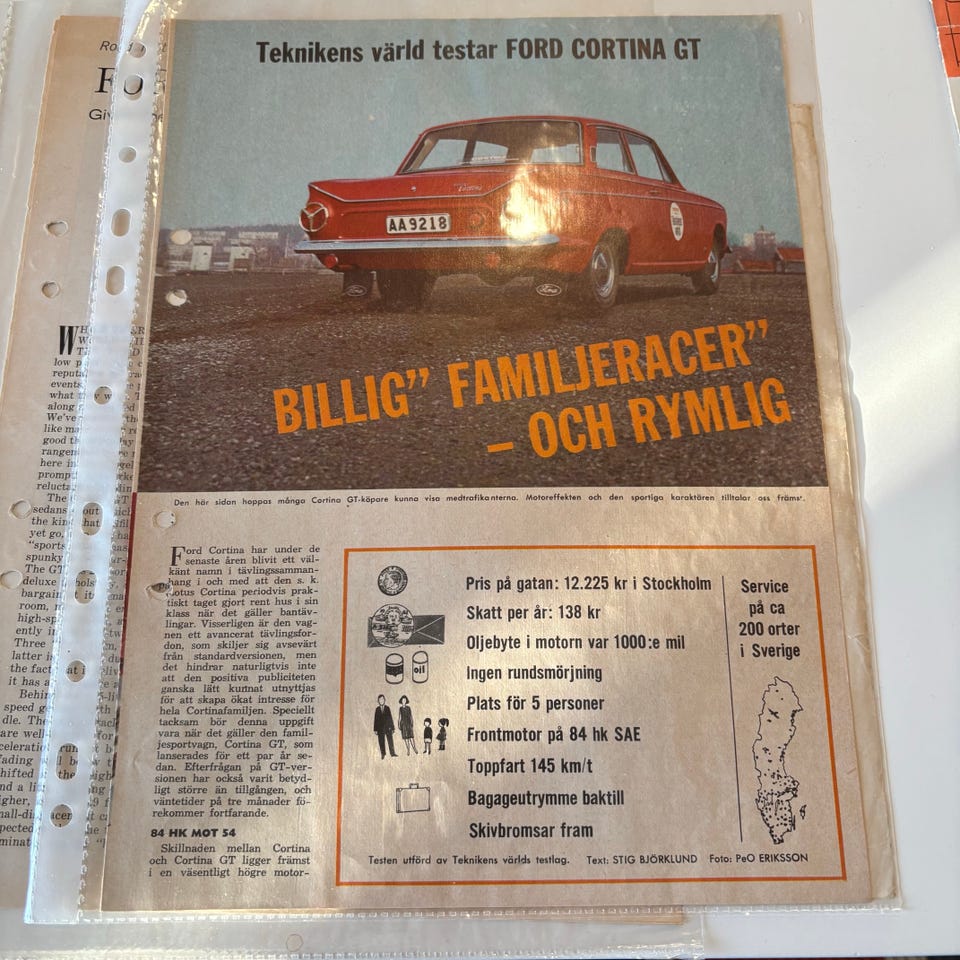 Teknikens värld testar FORD CORTINA GT
Cortina
AA9218
Ford
Ford
BILLIG” FAMILJERACER”
– OCH RYMLIG
Den här sidan hoppas många Cortina GT-köpare kunna visa medtrafikanterna. Motoreffekten och den sportiga karaktären tilltalar oss främst.
Ford Cortina har under de
senaste åren blivit ett väl-
känt namn i tävlingssamman-
hang i och med att den s. k.
Lotus Cortina periodvis prak-
tiskt taget gjort rent hus i sin
klass när det gäller bantäv-
lingar. Visserligen är den vag-
nen ett avancerat tävlingsfor-
don, som skiljer sig avsevärt
från standardversionen, men
det hindrar naturligtvis inte
att den positiva publiciteten
ganska lätt kunnat utnyttjas
för att skapa ökat intresse för
hela Cortinafamiljen. Speciellt
tacksam bör denna uppgift
vara när det gäller den famil-
jesportvagn, Cortina GT, som
lanserades för ett par år se-
dan. Efterfrågan på GT-ver-
sionen har också varit betyd-
ligt större än tillgången, och
väntetider på tre månader fö-
rekommer fortfarande.
84 HK MOT 54
Skillnaden mellan Cortina
och Cortina GT ligger främst
i en väsentligt högre motor-
Pris på gatan: 12.225 kr i Stockholm
Skatt per år: 138 kr
Oljebyte i motorn var 1000:e mil
oil
Ingen rundsmörjning
Plats för 5 personer
Frontmotor på 84 hk SAE
Toppfart 145 km/t
Bagageutrymme baktill
Skivbromsar fram
Service
på ca
200 orter
i Sverige
Testen utförd av Teknikens världs testlag. Text: STIG BJÖRKLUND Foto: PeO ERIKSSON